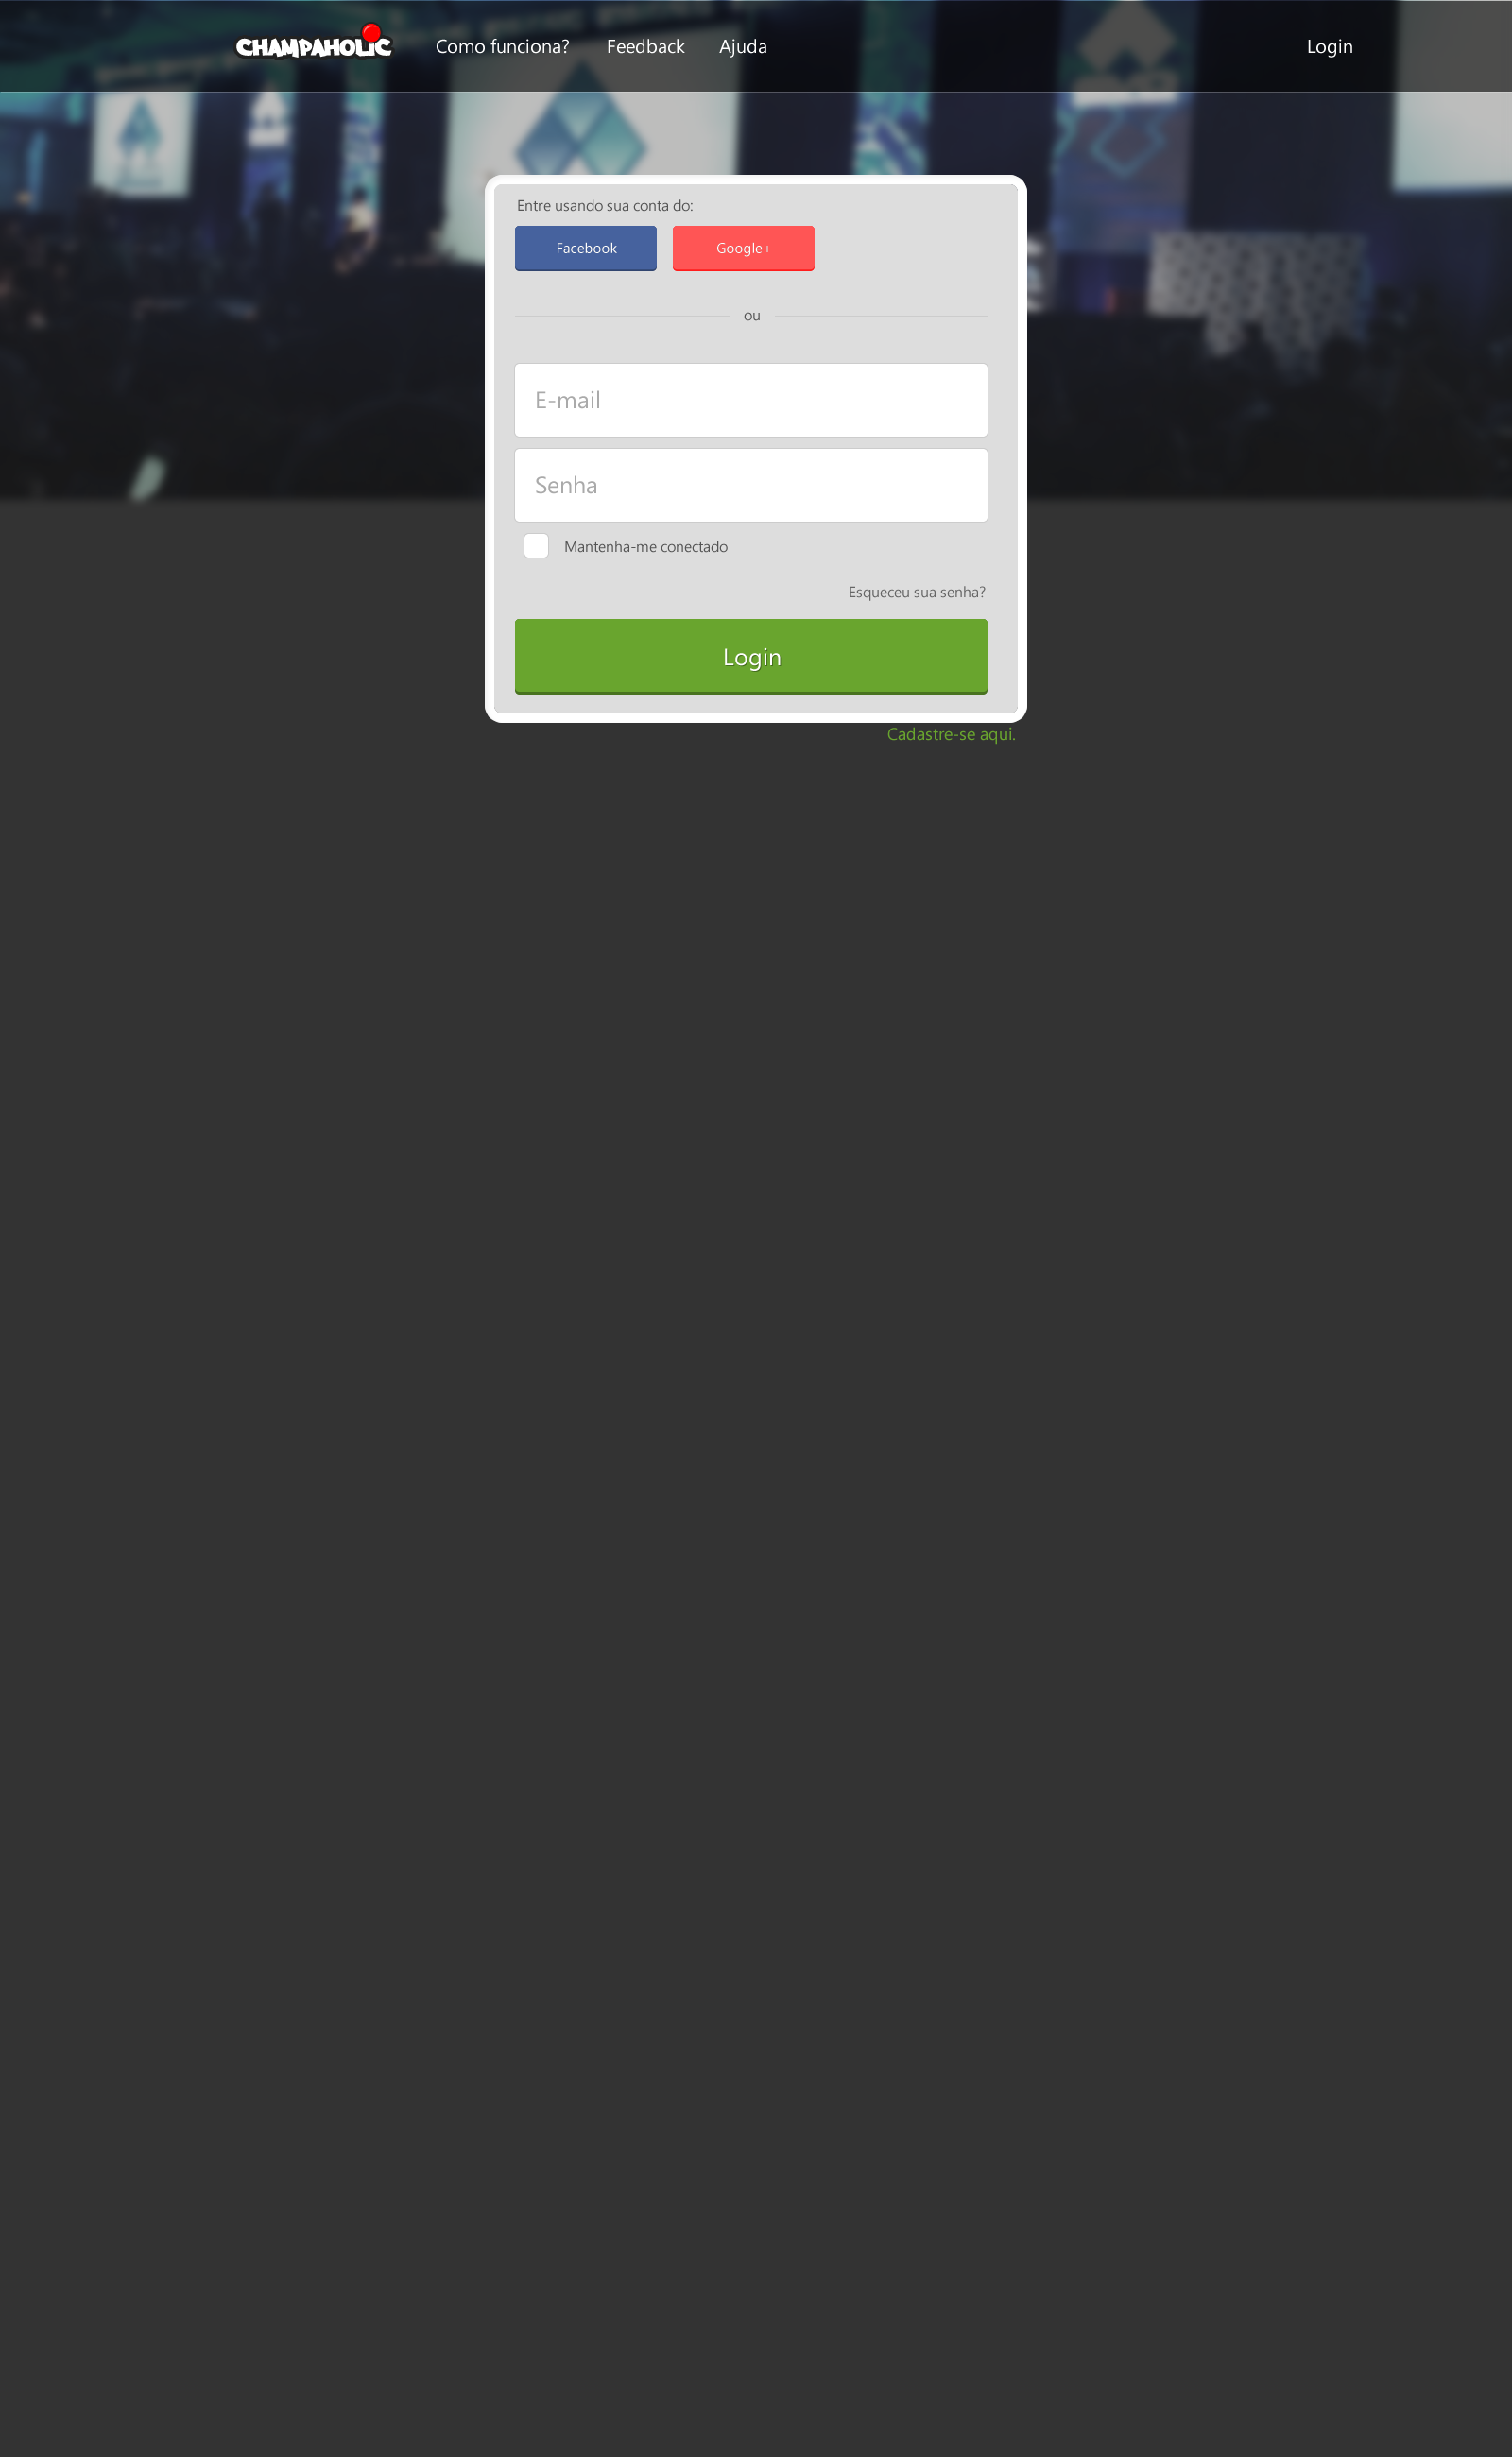 CHAMPAHOLIC
Como funciona?
Feedback
Ajuda
Login
Entre usando sua conta do:
Facebook
Google+
ou
E-mail
Senha
Mantenha-me conectado
Esqueceu sua senha?
Login
Cadastre-se aqui.